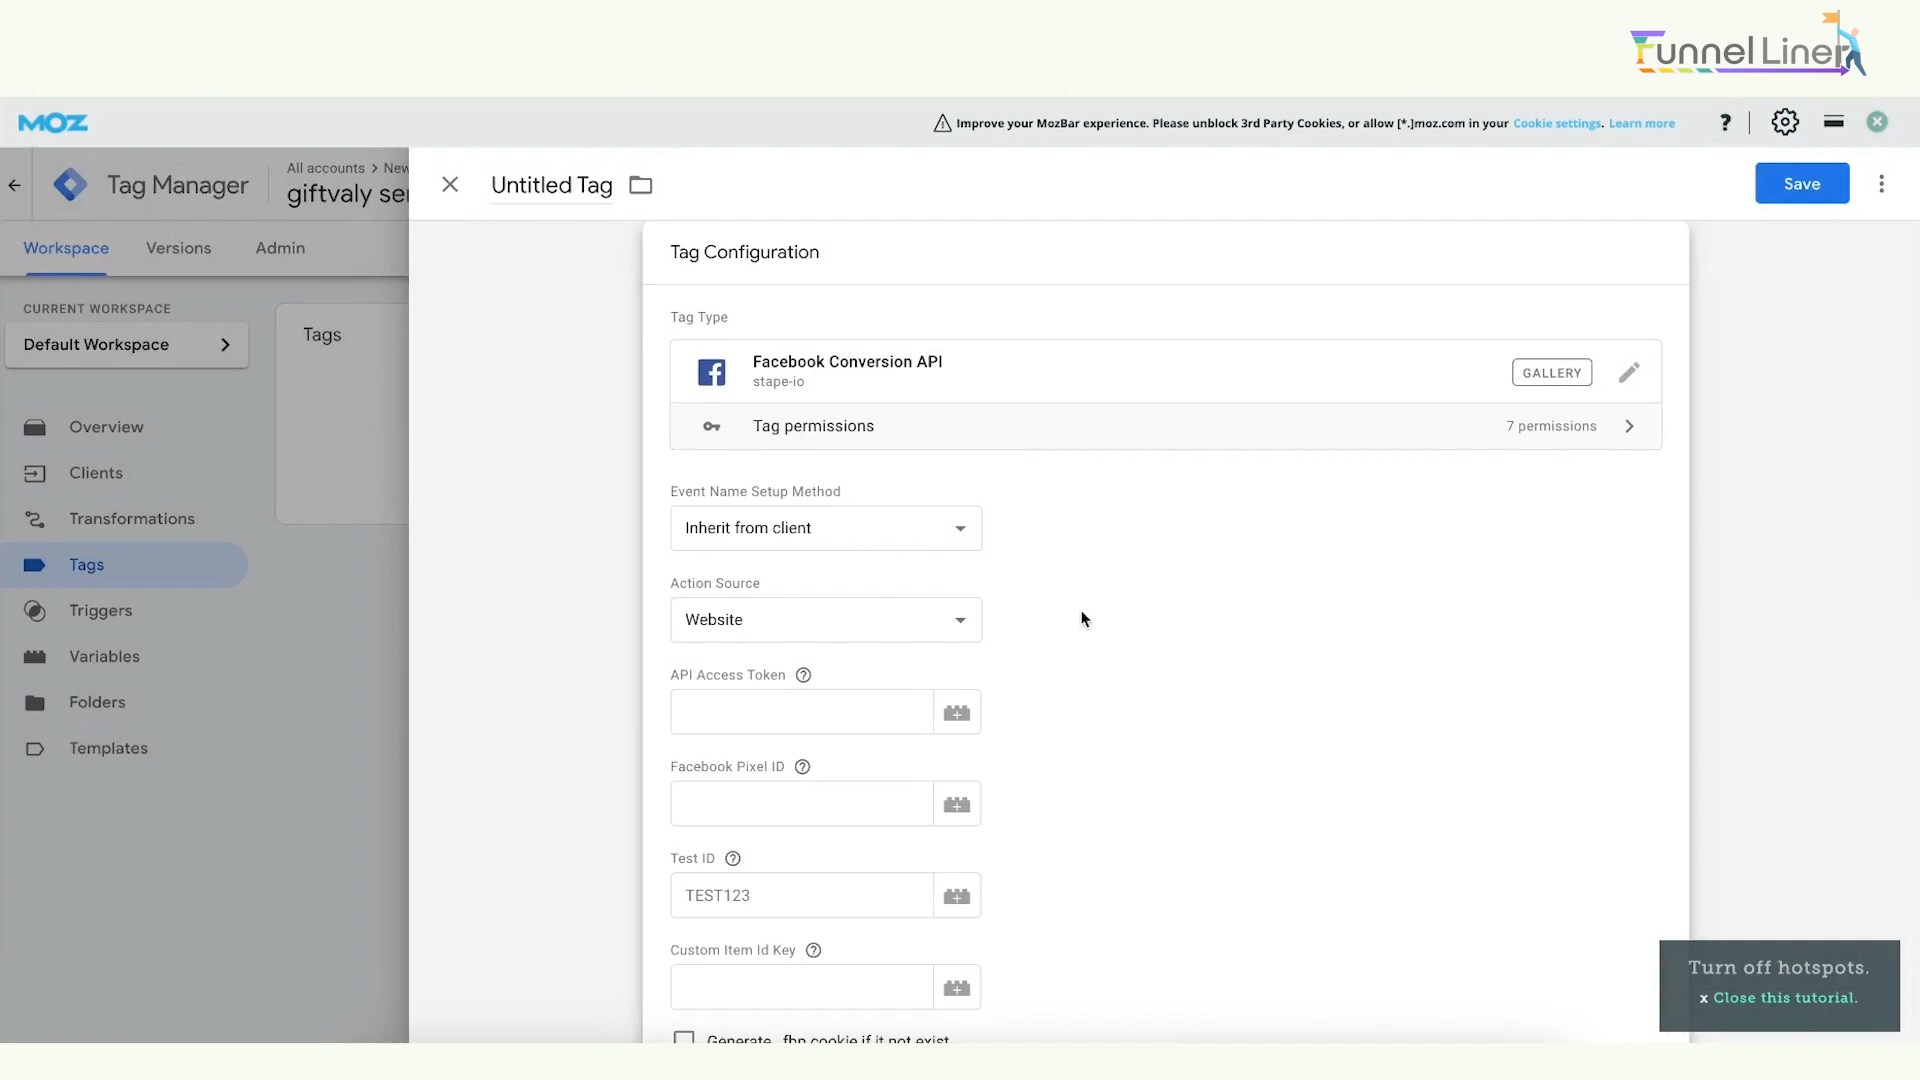 Funnel Liner
MOZ
Improve your MozBar experience. Please unblock 3rd Party Cookies, or allow [*.]moz.com in your Cookie settings. Learn more
?
Tag Manager
All accounts > New
giftvaly ser
Untitled Tag
Save
Workspace
Versions
Admin
CURRENT WORKSPACE
Default Workspace
Overview
Clients
Transformations
Tags
Triggers
Variables
Folders
Templates
Tags
Tag Configuration
Tag Type
Facebook Conversion API
stape-io
GALLERY
Tag permissions
7 permissions
Event Name Setup Method
Inherit from client
Action Source
Website
API Access Token
Facebook Pixel ID
Test ID
TEST123
Custom Item Id Key
Generate _fbp cookie if it not exist
Turn off hotspots.
x Close this tutorial.